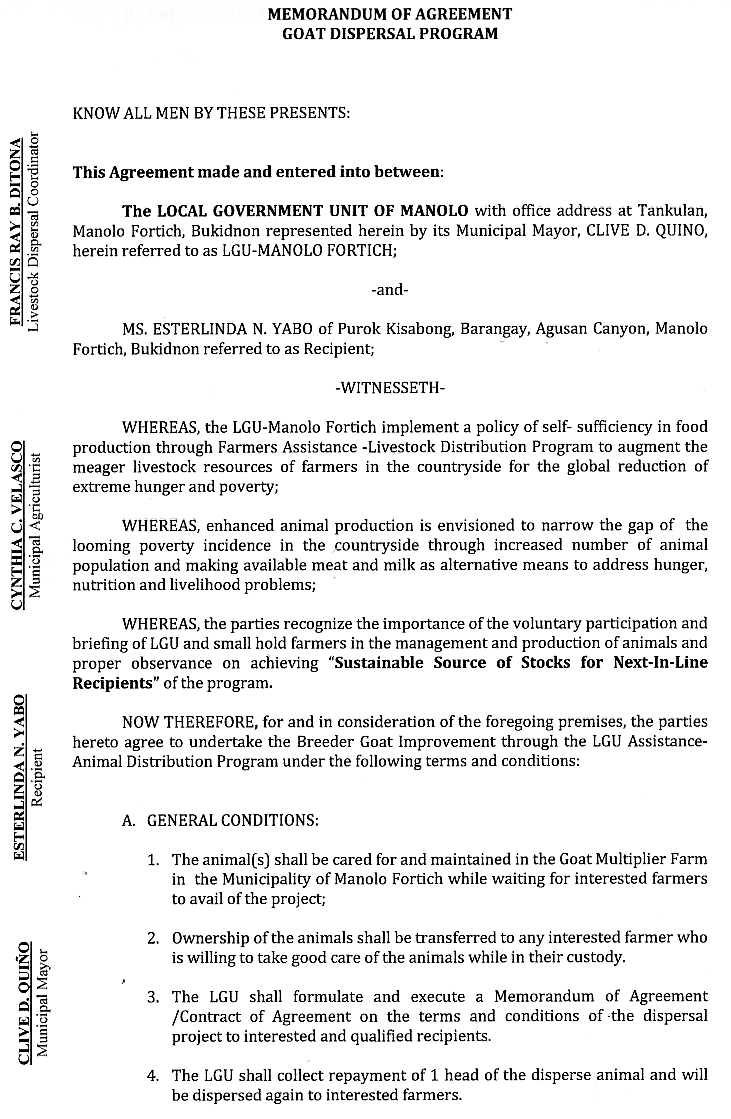 MEMORANDUM OF AGREEMENT
GOAT DISPERSAL PROGRAM
KNOW ALL MEN BY THESE PRESENTS:
This Agreement made and entered into between:
The LOCAL GOVERNMENT UNIT OF MANOLO with office address at Tankulan,
Manolo Fortich, Bukidnon represented herein by its Municipal Mayor, CLIVE D. QUINO,
herein referred to as LGU-MANOLO FORTICH;
-and-
MS. ESTERLINDA N. YABO of Purok Kisabong, Barangay, Agusan Canyon, Manolo
Fortich, Bukidnon referred to as Recipient;
-WITNESSETH-
WHEREAS, the LGU-Manolo Fortich implement a policy of self- sufficiency in food
production through Farmers Assistance -Livestock Distribution Program to augment the
meager livestock resources of farmers in the countryside for the global reduction of
extreme hunger and poverty;
WHEREAS, enhanced animal production is envisioned to narrow the gap of the
looming poverty incidence in the countryside through increased number of animal
population and making available meat and milk as alternative means to address hunger,
nutrition and livelihood problems;
WHEREAS, the parties recognize the importance of the voluntary participation and
briefing of LGU and small hold farmers in the management and production of animals and
proper observance on achieving “Sustainable Source of Stocks for Next-In-Line
Recipients” of the program.
NOW THEREFORE, for and in consideration of the foregoing premises, the parties
hereto agree to undertake the Breeder Goat Improvement through the LGU Assistance-
Animal Distribution Program under the following terms and conditions:
A. GENERAL CONDITIONS:
1. The animal(s) shall be cared for and maintained in the Goat Multiplier Farm
in the Municipality of Manolo Fortich while waiting for interested farmers
to avail of the project;
2. Ownership of the animals shall be transferred to any interested farmer who
is willing to take good care of the animals while in their custody.
3. The LGU shall formulate and execute a Memorandum of Agreement
/Contract of Agreement on the terms and conditions of the dispersal
project to interested and qualified recipients.
4. The LGU shall collect repayment of 1 head of the disperse animal and will
be dispersed again to interested farmers.
FRANCIS RAY B. DITONA
Livestock Dispersal Coordinator
CYNTHIA C. VELASCO
Municipal Agriculturist
ESTERLINDA N. YABO
Recipient
CLIVE D. QUIÑO
Municipal Mayor